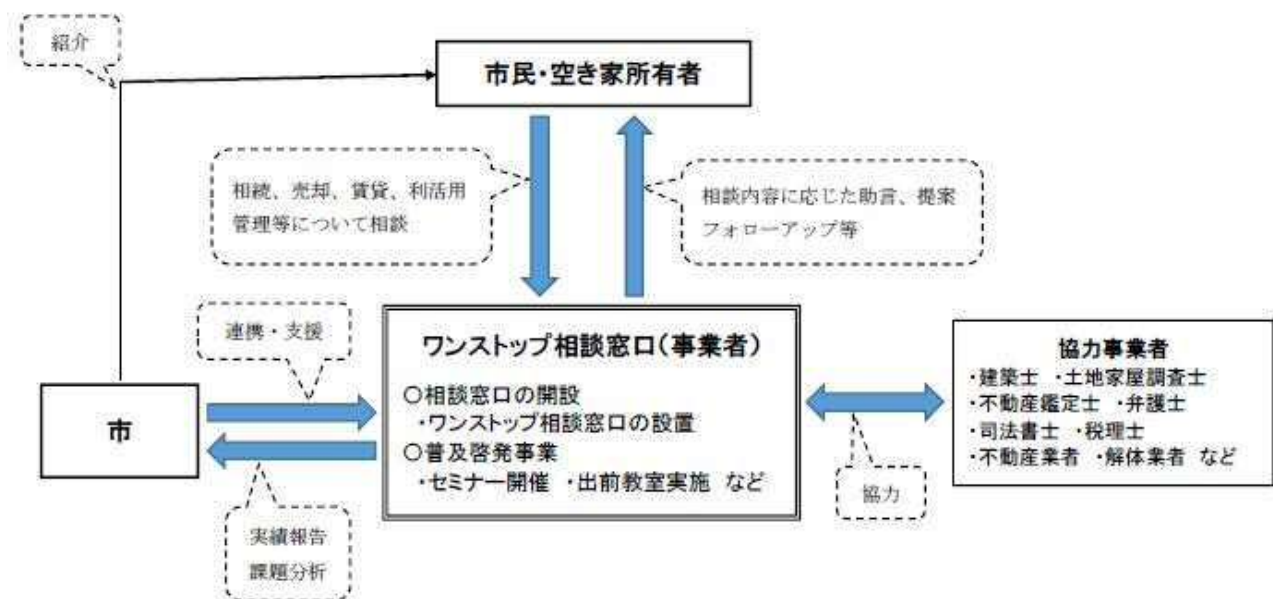 紹介
市民・空き家所有者
相続、売却、賃貸、利活用
管理等について相談
相談内容に応じた助言、提案
フォローアップ等
連携・支援
市
ワンストップ相談窓口(事業者)
○相談窓口の開設
・ワンストップ相談窓口の設置
○普及啓発事業
・セミナー開催 ・出前教室実施 など
協力事業者
・建築士 ・土地家屋調査士
・不動産鑑定士 ・弁護士
・司法書士 ・税理士
・不動産業者 ・解体業者 など
協力
実績報告
課題分析